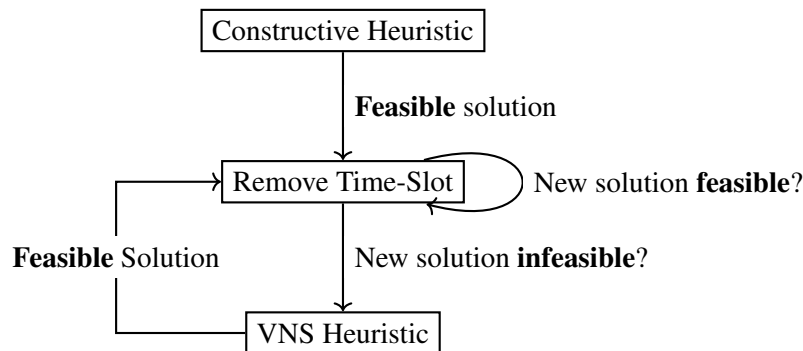 Constructive Heuristic
Feasible solution
Remove Time-Slot
New solution feasible?
Feasible Solution
New solution infeasible?
VNS Heuristic